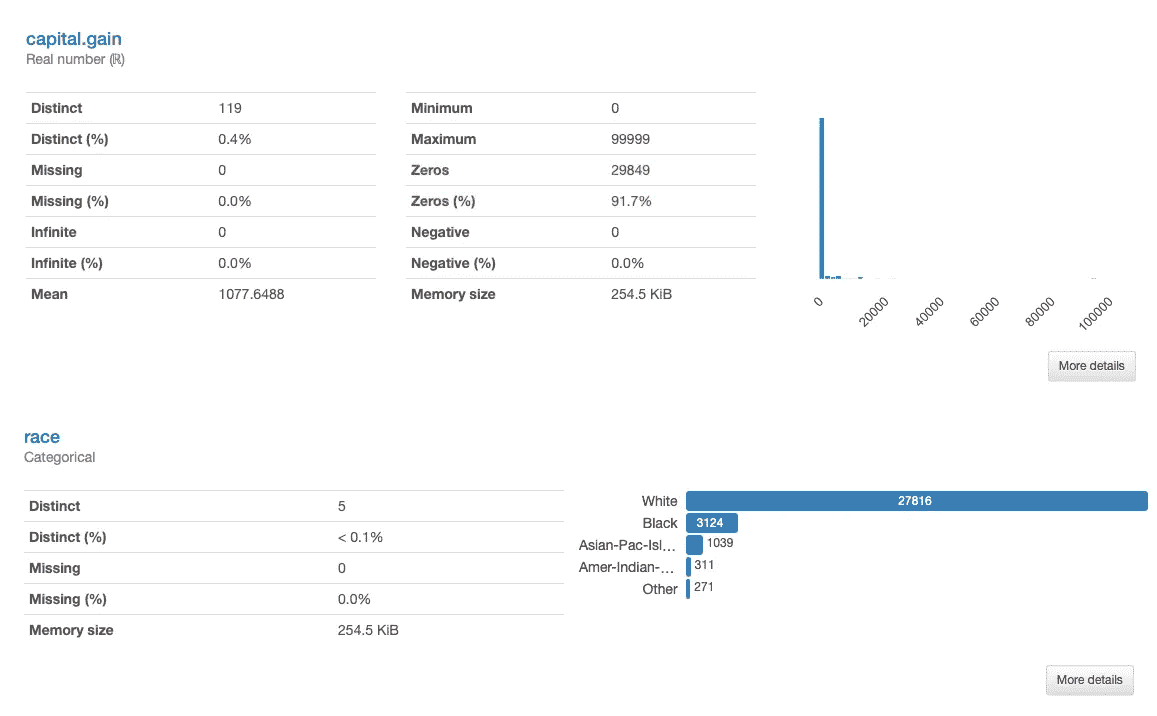 capital.gain
Real number (ℝ)
Distinct 119
Distinct (%) 0.4%
Missing 0
Missing (%) 0.0%
Infinite 0
Infinite (%) 0.0%
Mean 1077.6488
Minimum 0
Maximum 99999
Zeros 29849
Zeros (%) 91.7%
Negative 0
Negative (%) 0.0%
Memory size 254.5 KiB
0 20000 40000 60000 80000 100000
More details
race
Categorical
Distinct 5
Distinct (%) < 0.1%
Missing 0
Missing (%) 0.0%
Memory size 254.5 KiB
White 27816
Black 3124
Asian-Pac-Isl... 1039
Amer-Indian-... 311
Other 271
More details